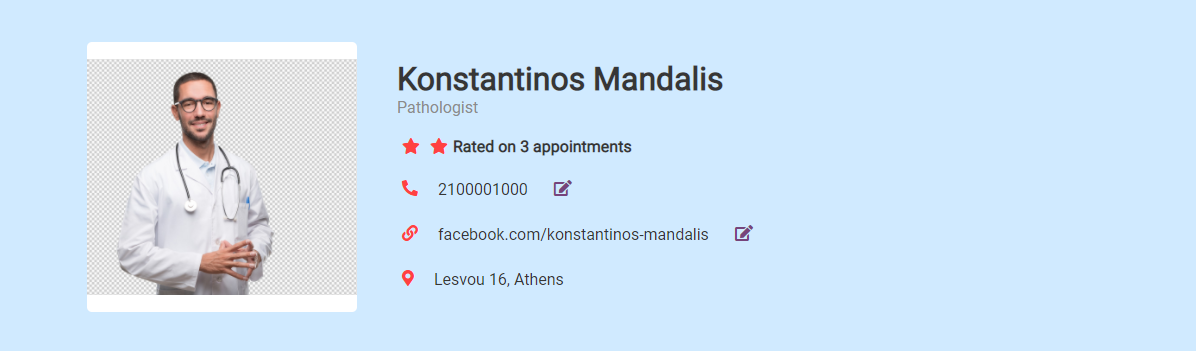 Konstantinos Mandalis
Pathologist
Rated on 3 appointments
2100001000
facebook.com/konstantinos-mandalis
Lesvou 16, Athens